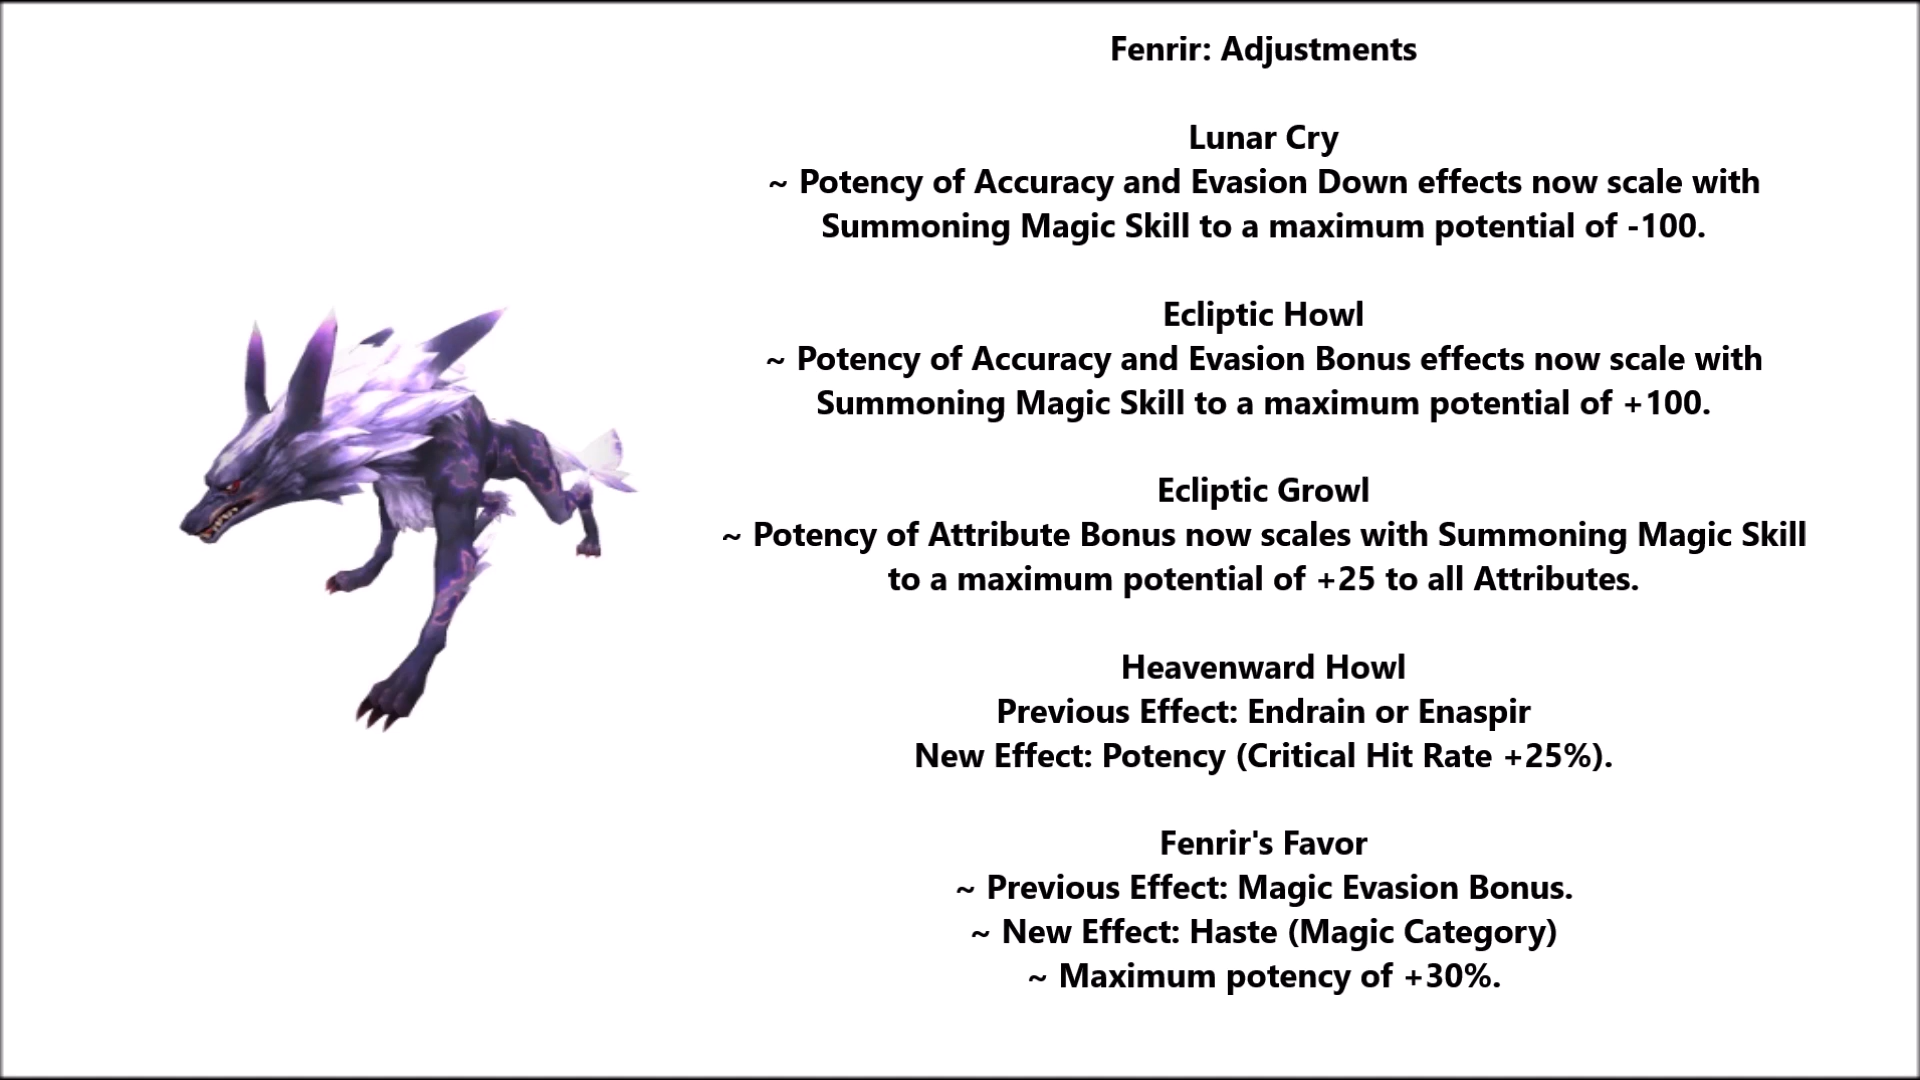 Fenrir: Adjustments
Lunar Cry
~ Potency of Accuracy and Evasion Down effects now scale with
Summoning Magic Skill to a maximum potential of -100.
Ecliptic Howl
~ Potency of Accuracy and Evasion Bonus effects now scale with
Summoning Magic Skill to a maximum potential of +100.
Ecliptic Growl
~ Potency of Attribute Bonus now scales with Summoning Magic Skill
to a maximum potential of +25 to all Attributes.
Heavenward Howl
Previous Effect: Endrain or Enaspir
New Effect: Potency (Critical Hit Rate +25%).
Fenrir's Favor
~ Previous Effect: Magic Evasion Bonus.
~ New Effect: Haste (Magic Category)
~ Maximum potency of +30%.